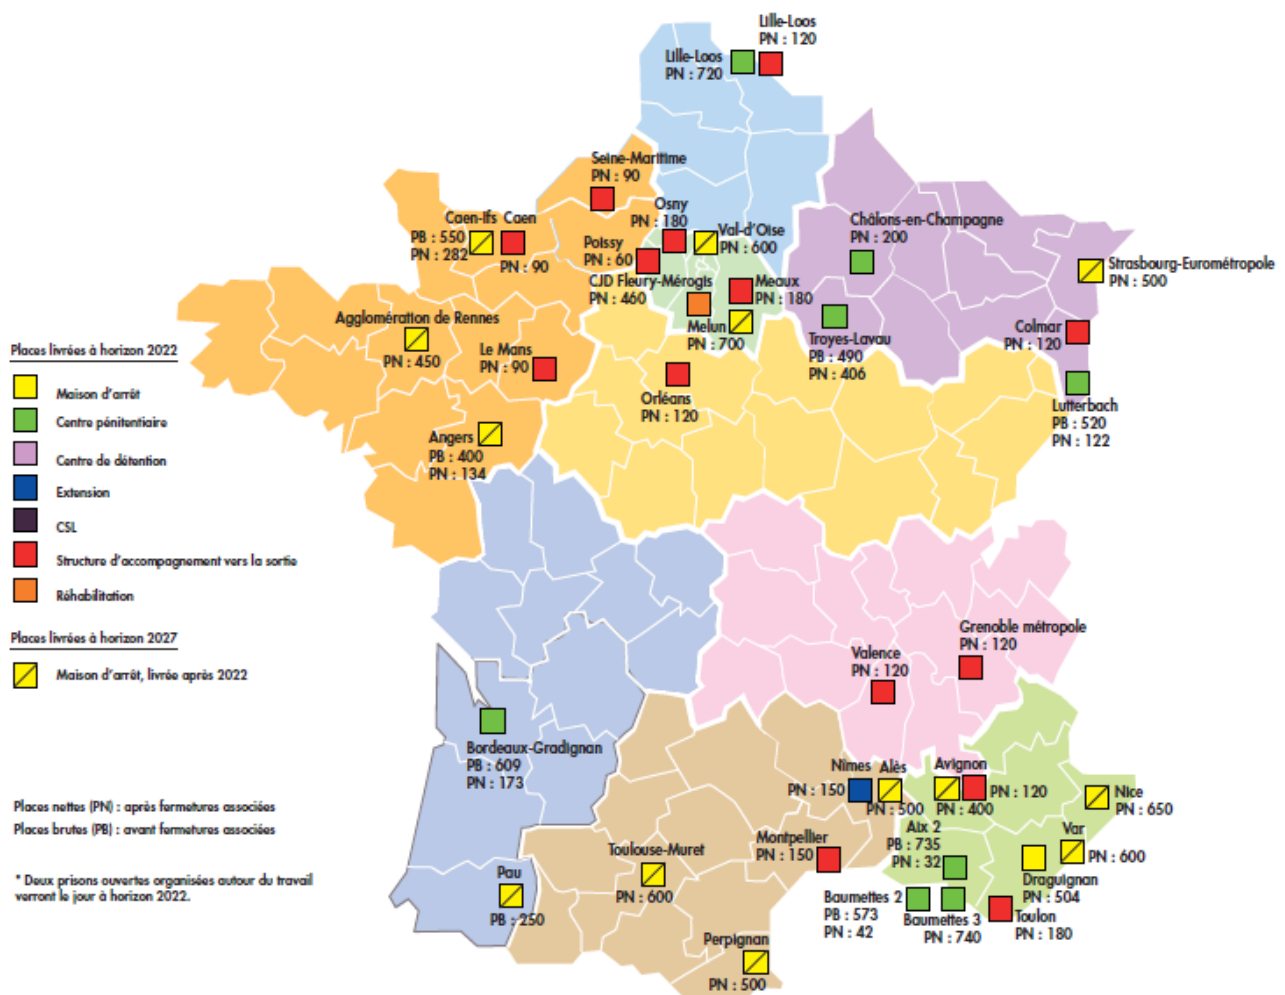 Lille-Loos
PN : 120
Lille-Loos
PN : 720
Seine-Maritime
PN : 90
Osny
PN : 180
Val-d'Oise
PN : 600
Caen-Ifs
PB : 550
PN : 282
Caen
PN : 90
Poissy
PN : 60
CJD Fleury-Mérogis
PN : 460
Meaux
PN : 180
Melun
PN : 700
Châlons-en-Champagne
PN : 200
Strasbourg-Eurométropole
PN : 500
Troyes-Lavau
PB : 490
PN : 406
Colmar
PN : 120
Lutterbach
PB : 520
PN : 122
Agglomération de Rennes
PN : 450
Le Mans
PN : 90
Orléans
PN : 120
Angers
PB : 400
PN : 134
Places livrées à horizon 2022
Maison d'arrêt
Centre pénitentiaire
Centre de détention
Extension
CSL
Structure d'accompagnement vers la sortie
Réhabilitation
Places livrées à horizon 2027
Maison d'arrêt, livrée après 2022
Places nettes (PN) : après fermetures associées
Places brutes (PB) : avant fermetures associées
* Deux prisons ouvertes organisées autour du travail
verront le jour à horizon 2022.
Grenoble métropole
PN : 120
Valence
PN : 120
Bordeaux-Gradignan
PB : 609
PN : 173
Nîmes
PN : 150
Alès
PN : 500
Avignon
PN : 120
PN : 400
Nice
PN : 650
Aix 2
PB : 735
PN : 32
Var
PN : 600
Draguignan
PN : 504
Montpellier
PN : 150
Toulouse-Muret
PN : 600
Pau
PB : 250
Baumettes 2
PB : 573
PN : 42
Baumettes 3
PN : 740
Toulon
PN : 180
Perpignan
PN : 500